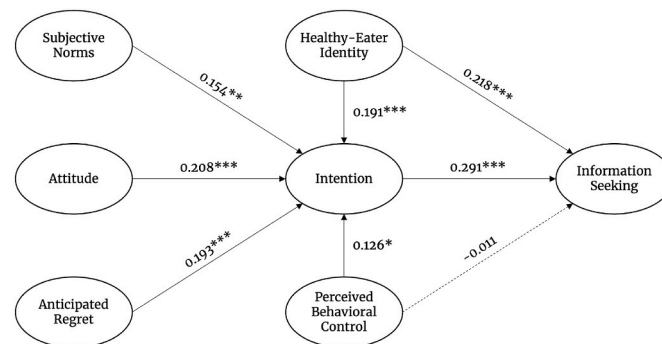 Subjective
Norms
Healthy-Eater
Identity
0.154**
0.191***
0.218***
Attitude
0.208***
Intention
0.291***
Information
Seeking
0.193***
0.126*
-0.011
Anticipated
Regret
Perceived
Behavioral
Control